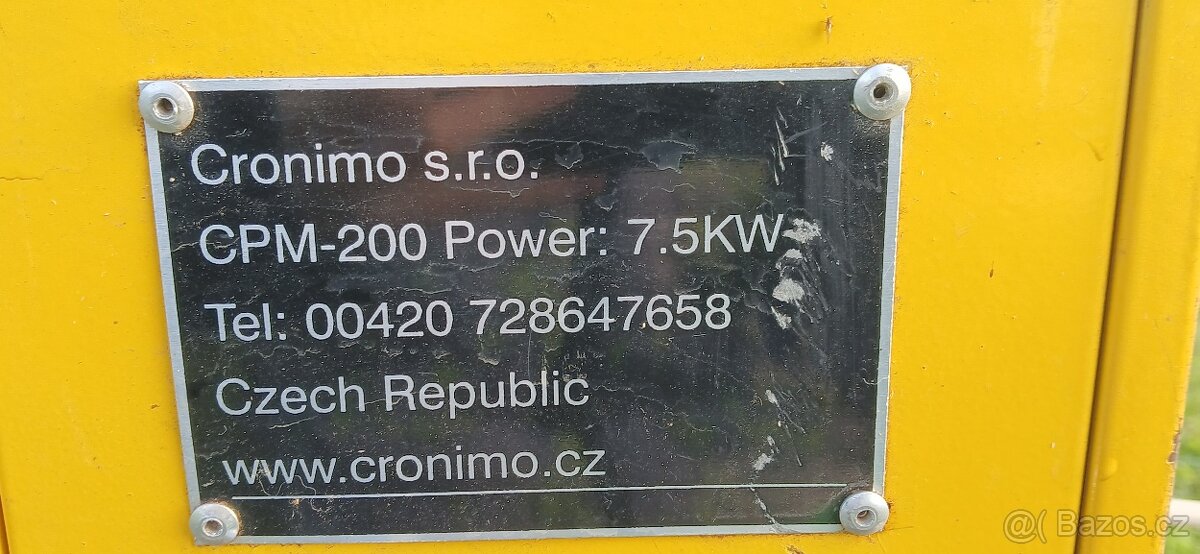 Cronimo s.r.o.
CPM-200 Power: 7.5KW
Tel: 00420 728647658
Czech Republic
www.cronimo.cz
@( Bazos.cz